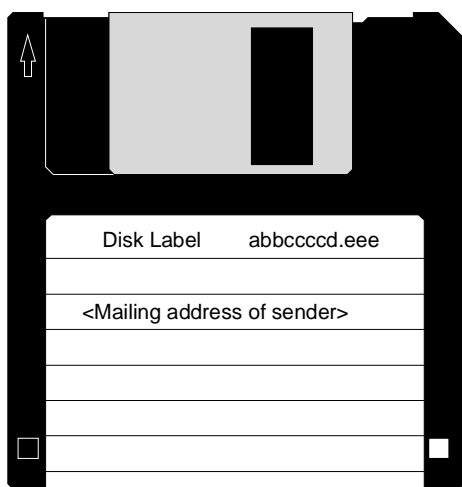 Disk Label abbccccd.eee
<Mailing address of sender>